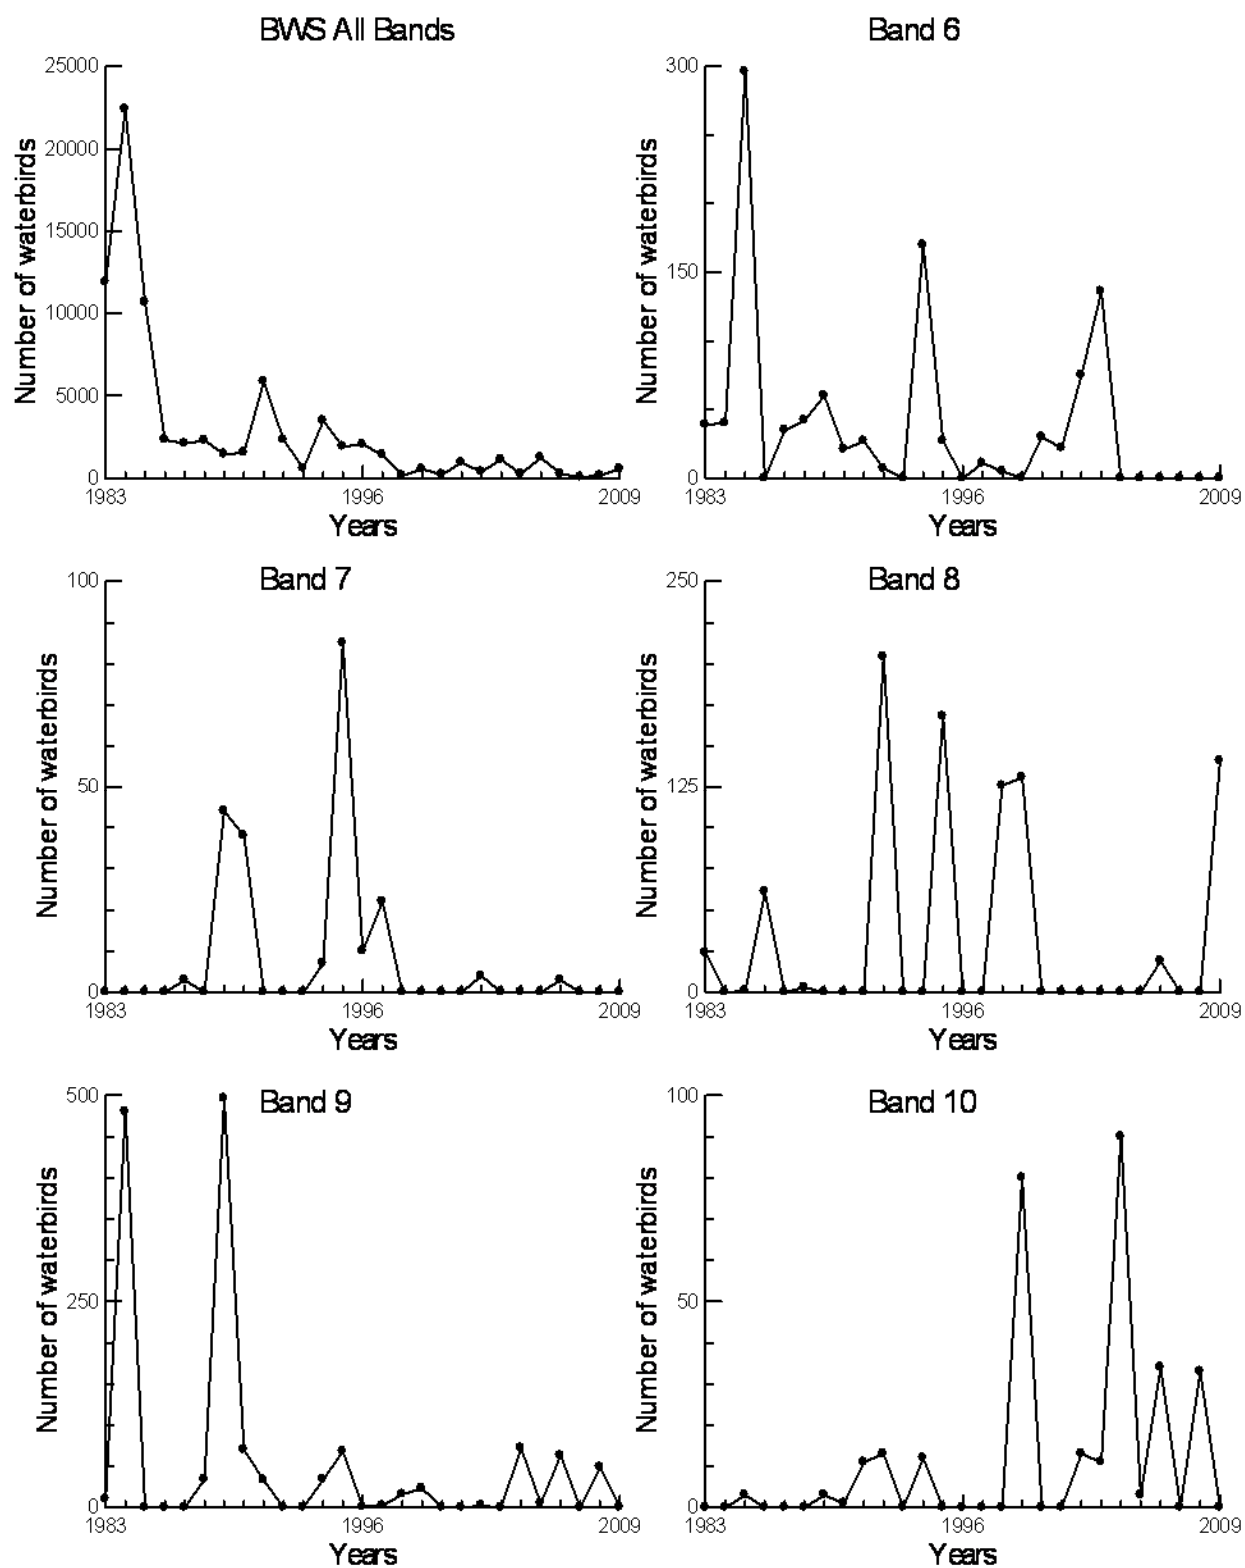 BWS All Bands
Number of waterbirds
25000
20000
15000
10000
5000
0
1983
1996
2009
Years
Band 6
Number of waterbirds
300
150
0
1983
1996
2009
Years
Band 7
Number of waterbirds
100
50
0
1983
1996
2009
Years
Band 8
Number of waterbirds
250
125
0
1983
1996
2009
Years
Band 9
Number of waterbirds
500
250
0
1983
1996
2009
Years
Band 10
Number of waterbirds
100
50
0
1983
1996
2009
Years